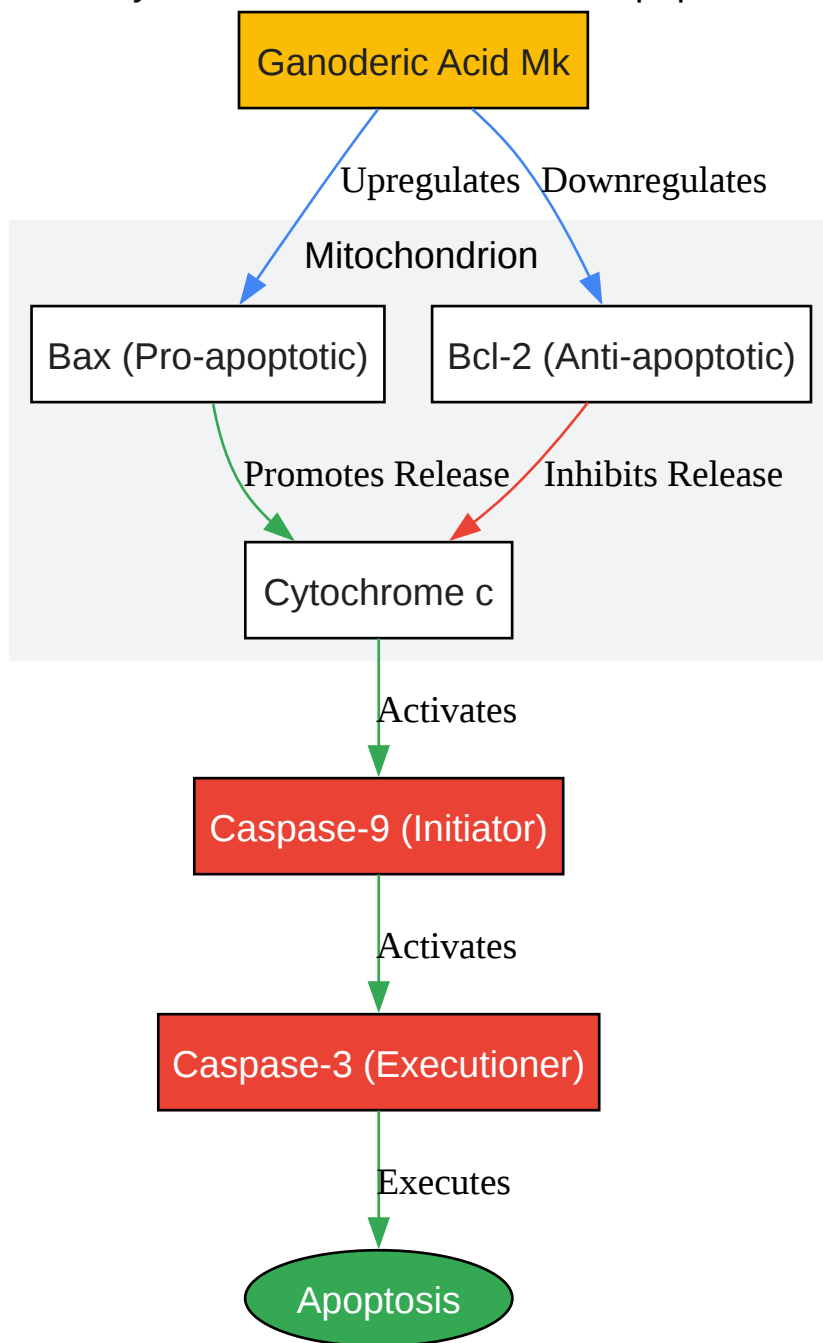 Ganoderic Acid Mk
Upregulates Downregulates
Mitochondrion
Bax (Pro-apoptotic) Bcl-2 (Anti-apoptotic)
Promotes Release Inhibits Release
Cytochrome c
Activates
Caspase-9 (Initiator)
Activates
Caspase-3 (Executioner)
Executes
Apoptosis